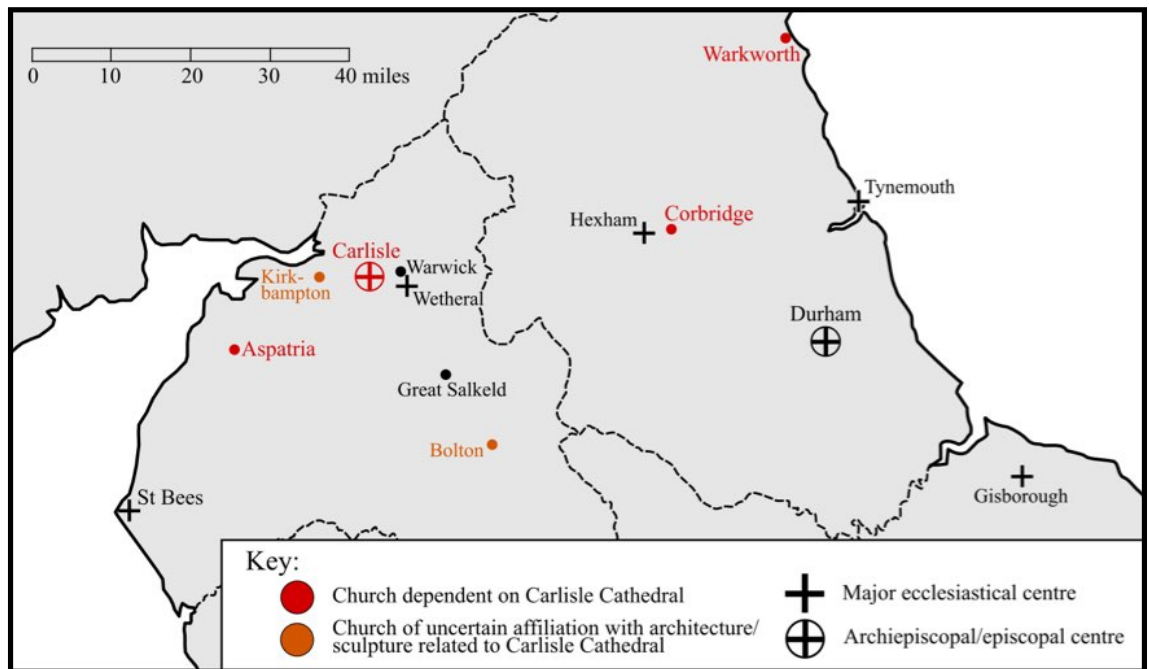 Warkworth
0 10 20 30 40 miles
Tynemouth
Hexham
Corbridge
Carlisle
Warwick
Kirk-
bampton
Wetheral
Durham
Aspatria
Great Salkeld
Bolton
St Bees
Gisborough
Key:
Church dependent on Carlisle Cathedral
Church of uncertain affiliation with architecture/
sculpture related to Carlisle Cathedral
Major ecclesiastical centre
Archiepiscopal/episcopal centre